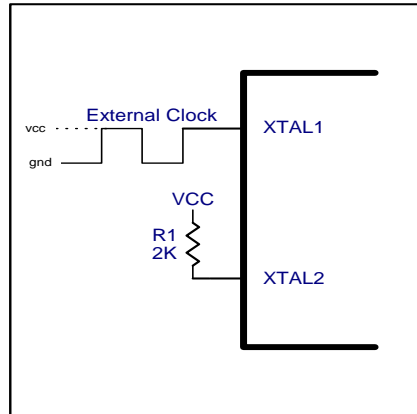 External Clock
vcc
gnd
XTAL1
VCC
R1
2K
XTAL2